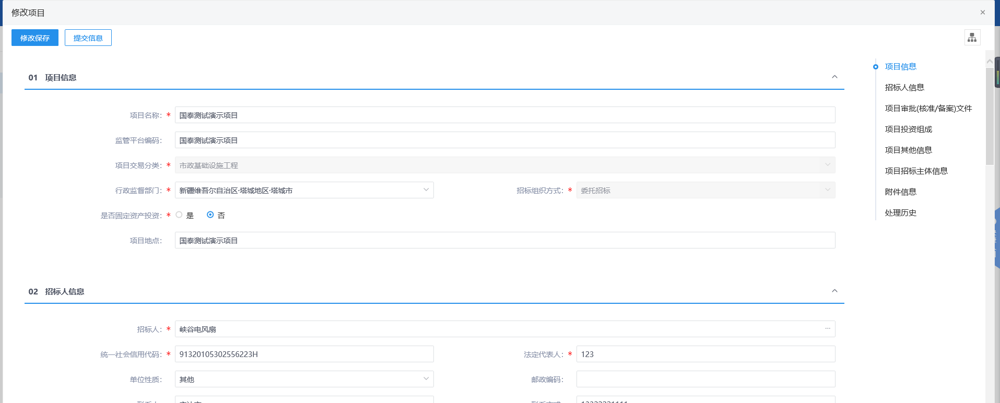 修改项目
修改保存
提交信息
01 项目信息
项目名称: * 国泰测试演示项目
监管平台编码: 国泰测试演示项目
项目交易分类: * 市政基础设施工程
行政监督部门: * 新疆维吾尔自治区·塔城地区·塔城市
招标组织方式: * 委托招标
是否固定资产投资: * 是 否
项目地点: 国泰测试演示项目
02 招标人信息
招标人: * 峡谷电风扇
统一社会信用代码: * 91320105302556223H
法定代表人: * 123
单位性质: 其他
邮政编码:
项目信息
招标人信息
项目审批(核准/备案)文件
项目投资组成
项目其他信息
项目招标主体信息
附件信息
处理历史